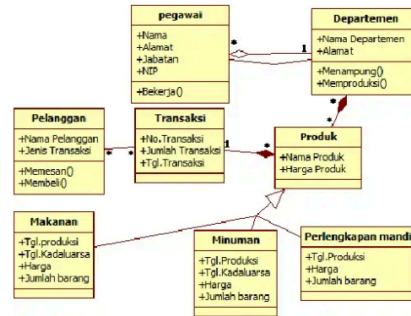 pegawai
+Nama
+Alamat
+Jabatan
+NIP
+Bekerja()
*
1
Departemen
+Nama Departemen
+Alamat
+Menampung()
+Memproduksi()
*
*
Pelanggan
+Nama Pelanggan
+Jenis Transaksi
+Memesan()
+Membeli()
*
*
Transaksi
+No.Transaksi
+Jumlah Transaksi
+Tgl.Transaksi
1
*
Produk
+Nama Produk
+Harga Produk
Makanan
+Tgl.produksi
+Tgl.Kadaluarsa
+Harga
+Jumlah barang
Minuman
+Tgl.Produksi
+Tgl.Kadaluarsa
+Harga
+Jumlah barang
Perlengkapan mandi
+Tgl.Produksi
+Harga
+Jumlah barang